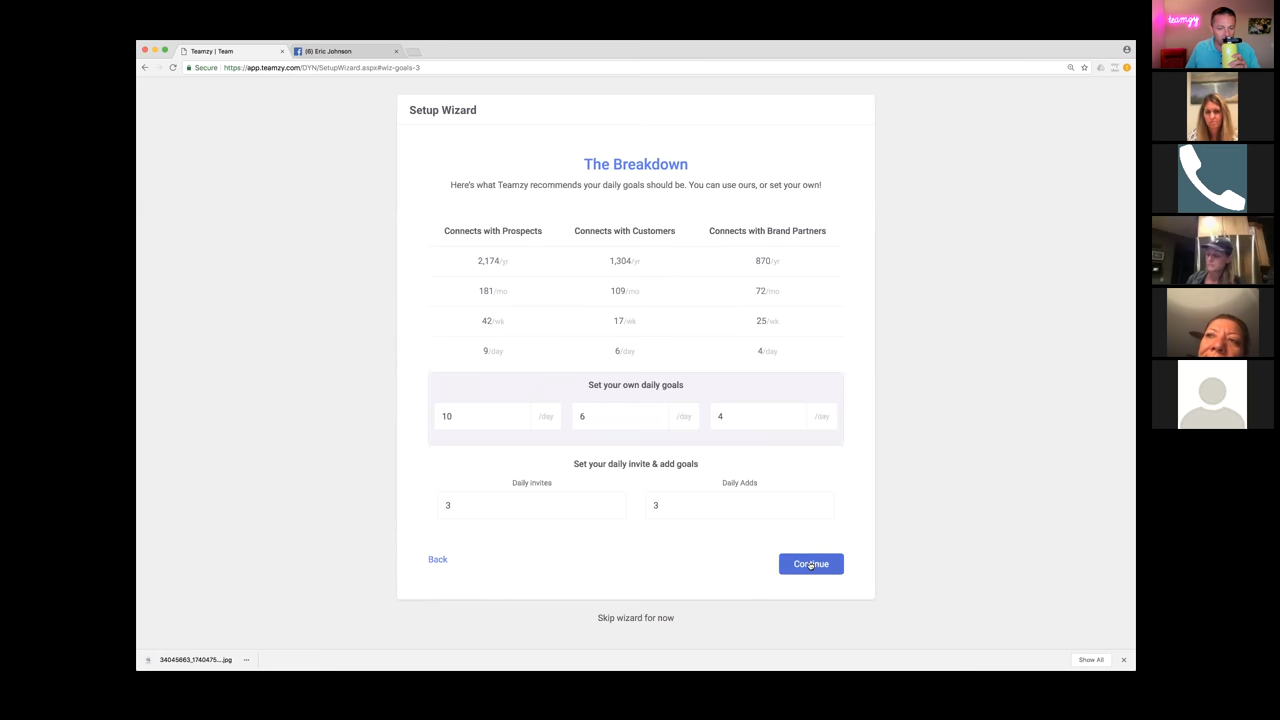 Teamzy | Team
(6) Eric Johnson
Secure https://app.teamzy.com/DYN/SetupWizard.aspx#wiz-goals-3
Setup Wizard
The Breakdown
Here's what Teamzy recommends your daily goals should be. You can use ours, or set your own!
Connects with Prospects Connects with Customers Connects with Brand Partners
2,174/yr 1,304/yr 870/yr
181/mo 109/mo 72/mo
42/wk 17/wk 25/wk
9/day 6/day 4/day
Set your own daily goals
10 /day 6 /day 4 /day
Set your daily invite & add goals
Daily invites Daily Adds
3 3
Back Continue
Skip wizard for now
34045663_1740475....jpg
Show All
teamzy